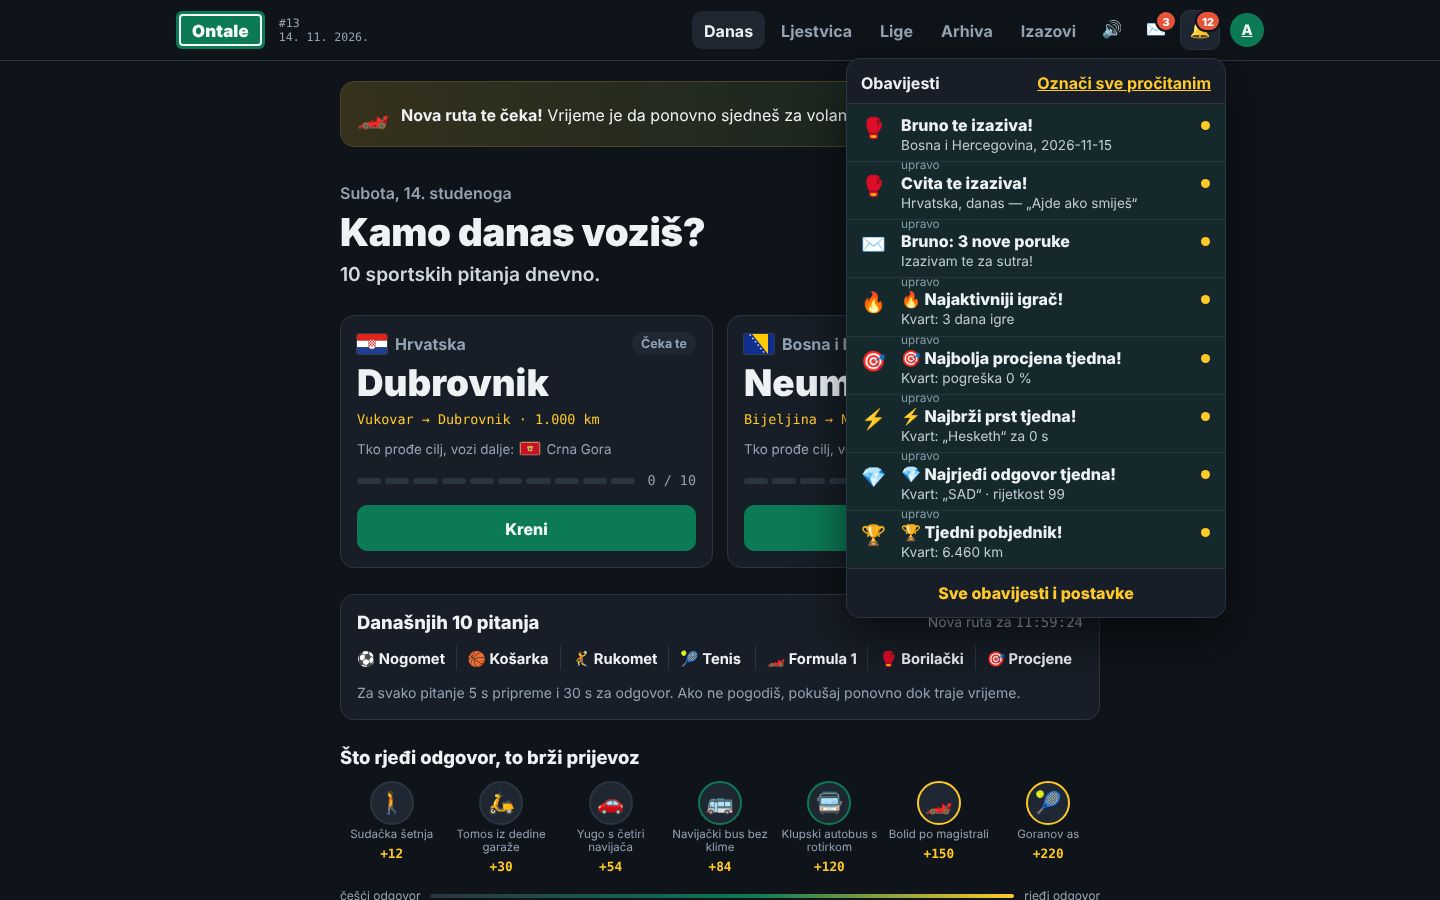 Ontale
#13
14. 11. 2026.
Danas
Ljestvica
Lige
Arhiva
Izazovi
3
12
A
Nova ruta te čeka! Vrijeme je da ponovno sjedneš za volan
Subota, 14. studenoga
Kamo danas voziš?
10 sportskih pitanja dnevno.
Hrvatska
Čeka te
Dubrovnik
Vukovar → Dubrovnik · 1.000 km
Tko prođe cilj, vozi dalje: Crna Gora
0 / 10
Kreni
Bosna i
Neum
Bijeljina →
Tko prođe cilj,
Obavijesti
Označi sve pročitanim
Bruno te izaziva!
Bosna i Hercegovina, 2026-11-15
upravo
Cvita te izaziva!
Hrvatska, danas — „Ajde ako smiješ“
upravo
Bruno: 3 nove poruke
Izazivam te za sutra!
upravo
Najaktivniji igrač!
Kvart: 3 dana igre
upravo
Najbolja procjena tjedna!
Kvart: pogreška 0 %
upravo
Najbrži prst tjedna!
Kvart: „Hesketh“ za 0 s
upravo
Najrjeđi odgovor tjedna!
Kvart: „SAD“ · rijetkost 99
upravo
Tjedni pobjednik!
Kvart: 6.460 km
Sve obavijesti i postavke
Današnjih 10 pitanja
Nova ruta za 11:59:24
Nogomet
Košarka
Rukomet
Tenis
Formula 1
Borilački
Procjene
Za svako pitanje 5 s pripreme i 30 s za odgovor. Ako ne pogodiš, pokušaj ponovno dok traje vrijeme.
Što rjeđi odgovor, to brži prijevoz
Sudačka šetnja
+12
Tomos iz dedine garaže
+30
Yugo s četiri navijača
+54
Navijački bus bez klime
+84
Klupski autobus s rotirkom
+120
Bolid po magistrali
+150
Goranov as
+220
češći odgovor
rjeđi odgovor